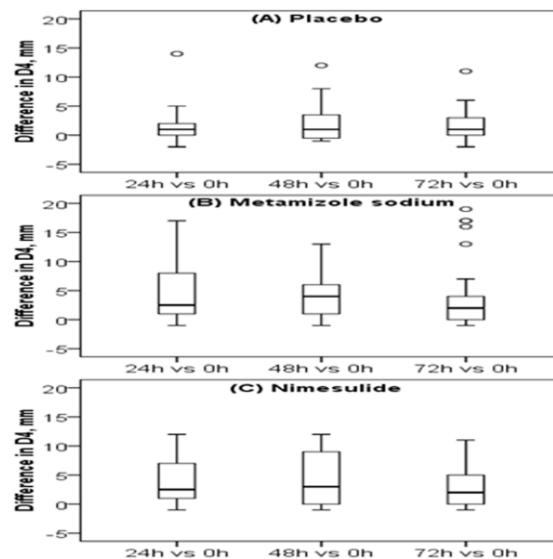 (A) Placebo
Difference in D4, mm
20
15
10
5
0
-5
24h vs 0h 48h vs 0h 72h vs 0h
(B) Metamizole sodium
Difference in D4, mm
20
15
10
5
0
-5
24h vs 0h 48h vs 0h 72h vs 0h
(C) Nimesulide
Difference in D4, mm
20
15
10
5
0
-5
24h vs 0h 48h vs 0h 72h vs 0h